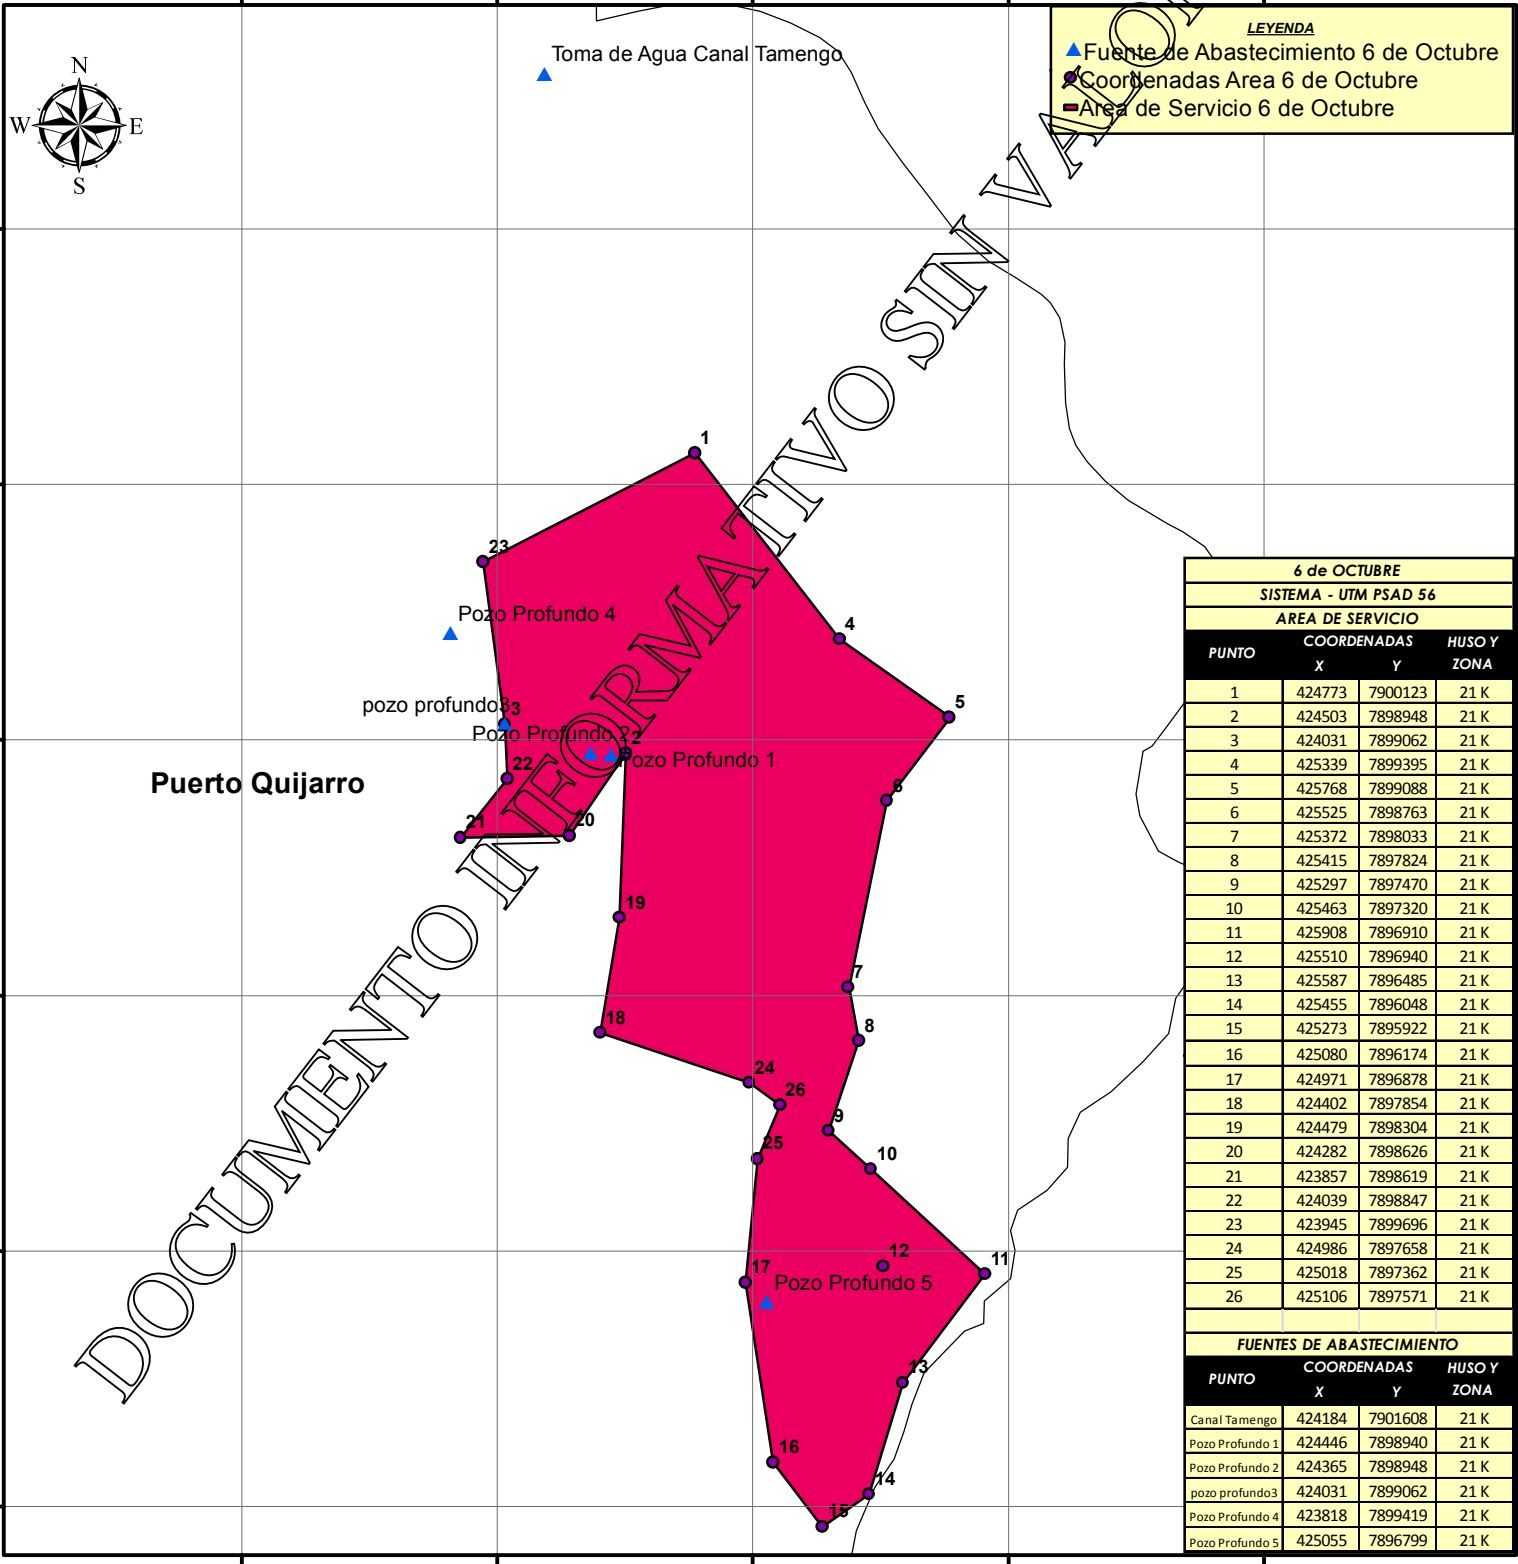 LEYENDA
Fuente de Abastecimiento 6 de Octubre
Coordenadas Area 6 de Octubre
Area de Servicio 6 de Octubre
N
W E
S
Toma de Agua Canal Tamengo
DOCUMENTO INFORMATIVO SIN VALOR
1
23
Pozo Profundo 4
4
pozo profundo3
3
5
Pozo Profundo 2
2
Pozo Profundo 1
22
Puerto Quijarro
6
21
20
19
7
18
8
24
26
9
25
10
12
11
17
Pozo Profundo 5
13
16
14
15
6 de OCTUBRE
SISTEMA - UTM PSAD 56
AREA DE SERVICIO
PUNTO COORDENADAS HUSO Y
X Y ZONA
1 424773 7900123 21 K
2 424503 7898948 21 K
3 424031 7899062 21 K
4 425339 7899395 21 K
5 425768 7899088 21 K
6 425525 7898763 21 K
7 425372 7898033 21 K
8 425415 7897824 21 K
9 425297 7897470 21 K
10 425463 7897320 21 K
11 425908 7896910 21 K
12 425510 7896940 21 K
13 425587 7896485 21 K
14 425455 7896048 21 K
15 425273 7895922 21 K
16 425080 7896174 21 K
17 424971 7896878 21 K
18 424402 7897854 21 K
19 424479 7898304 21 K
20 424282 7898626 21 K
21 423857 7898619 21 K
22 424039 7898847 21 K
23 423945 7899696 21 K
24 424986 7897658 21 K
25 425018 7897362 21 K
26 425106 7897571 21 K
FUENTES DE ABASTECIMIENTO
PUNTO COORDENADAS HUSO Y
X Y ZONA
Canal Tamengo 424184 7901608 21 K
Pozo Profundo 1 424446 7898940 21 K
Pozo Profundo 2 424365 7898948 21 K
pozo profundo3 424031 7899062 21 K
Pozo Profundo 4 423818 7899419 21 K
Pozo Profundo 5 425055 7896799 21 K